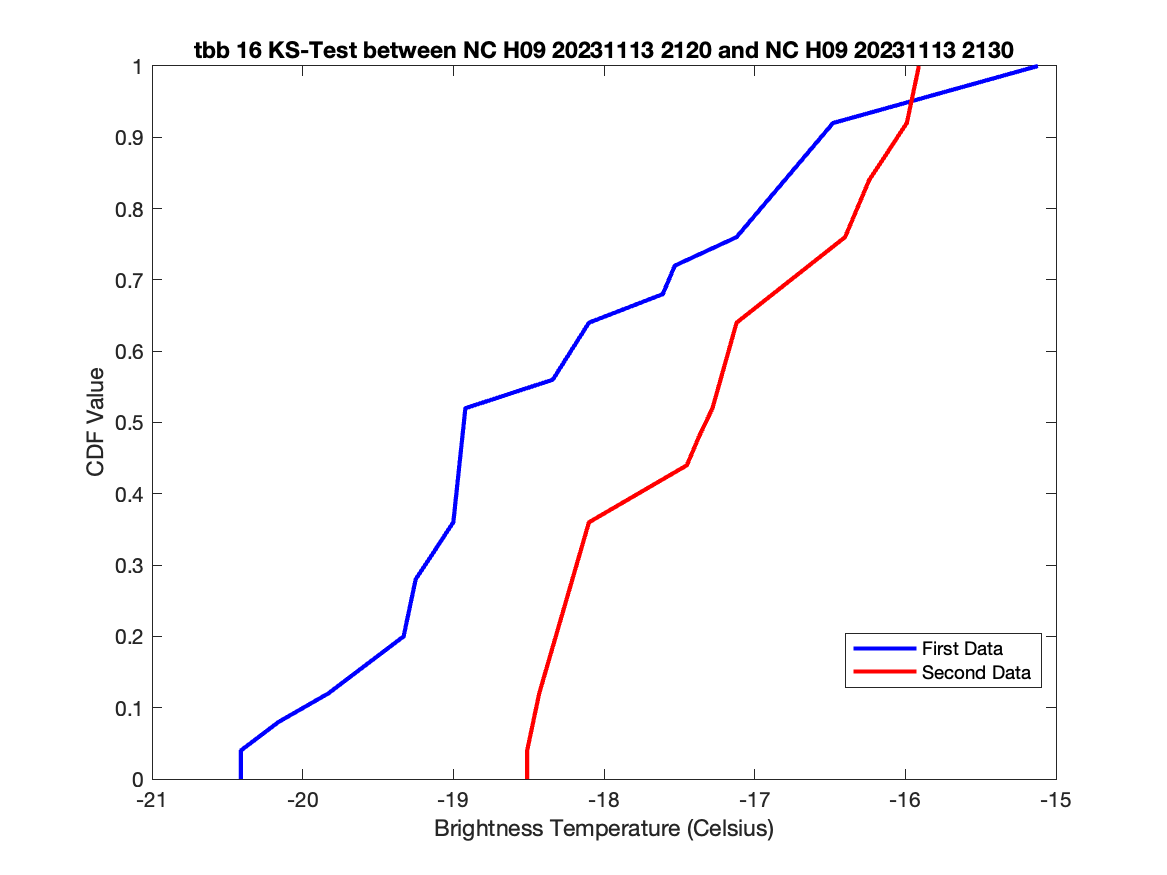 tbb 16 KS-Test between NC H09 20231113 2120 and NC H09 20231113 2130
1
0.9
0.8
0.7
0.6
0.5
0.4
0.3
0.2
0.1
0
CDF Value
First Data
Second Data
-21 -20 -19 -18 -17 -16 -15
Brightness Temperature (Celsius)